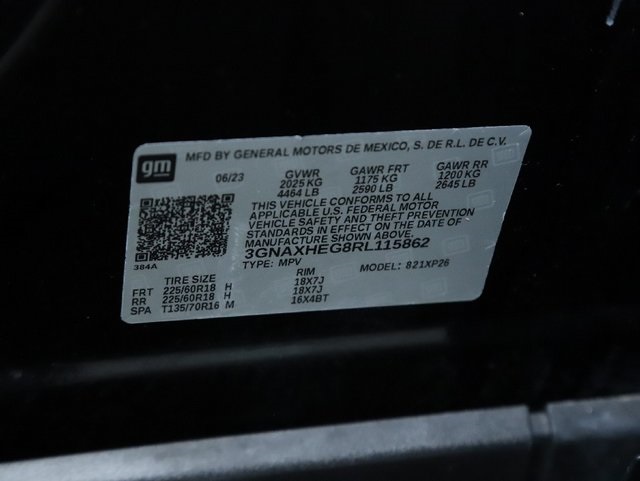 gm
MFD BY GENERAL MOTORS DE MEXICO, S. DE R.L. DE C.V.
06/23 GVWR GAWR FRT GAWR RR
2025 KG 1175 KG 1200 KG
4464 LB 2590 LB 2645 LB
THIS VEHICLE CONFORMS TO ALL
APPLICABLE U.S. FEDERAL MOTOR
VEHICLE SAFETY AND THEFT PREVENTION
STANDARDS IN EFFECT ON THE DATE OF
MANUFACTURE SHOWN ABOVE.
3GNAXHEG8RL115862
384A
TYPE: MPV MODEL: 821XP26
TIRE SIZE RIM
FRT 225/60R18 H 18X7J
RR 225/60R18 H 18X7J
SPA T135/70R16 M 16X4BT